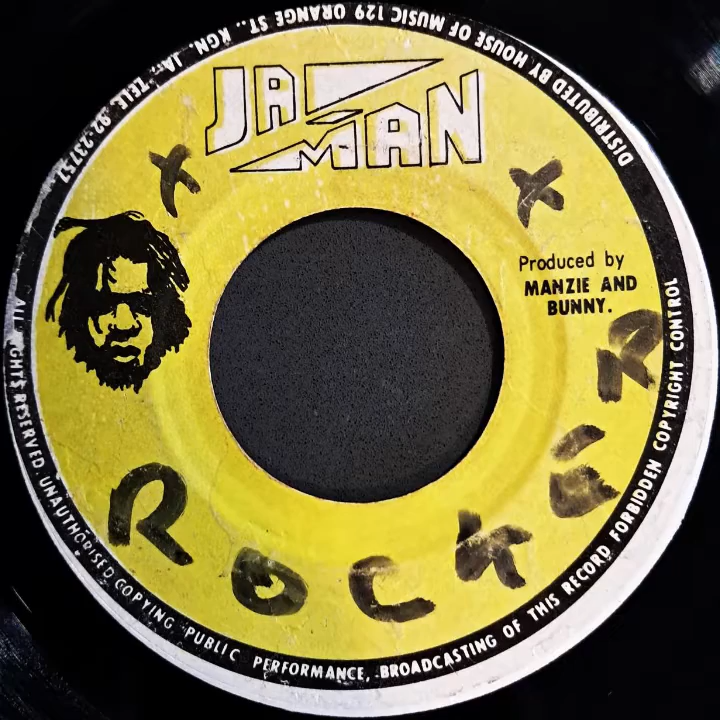 DISTRIBUTED BY HOUSE OF MUSIC 129 ORANGE ST., KGN. JA., TELE. 92-23757
JAH MAN
X X
Produced by
MANZIE AND
BUNNY.
ROCKER
ALL RIGHTS RESERVED. UNAUTHORISED COPYING PUBLIC PERFORMANCE, BROADCASTING OF THIS RECORD FORBIDDEN COPYRIGHT CONTROL